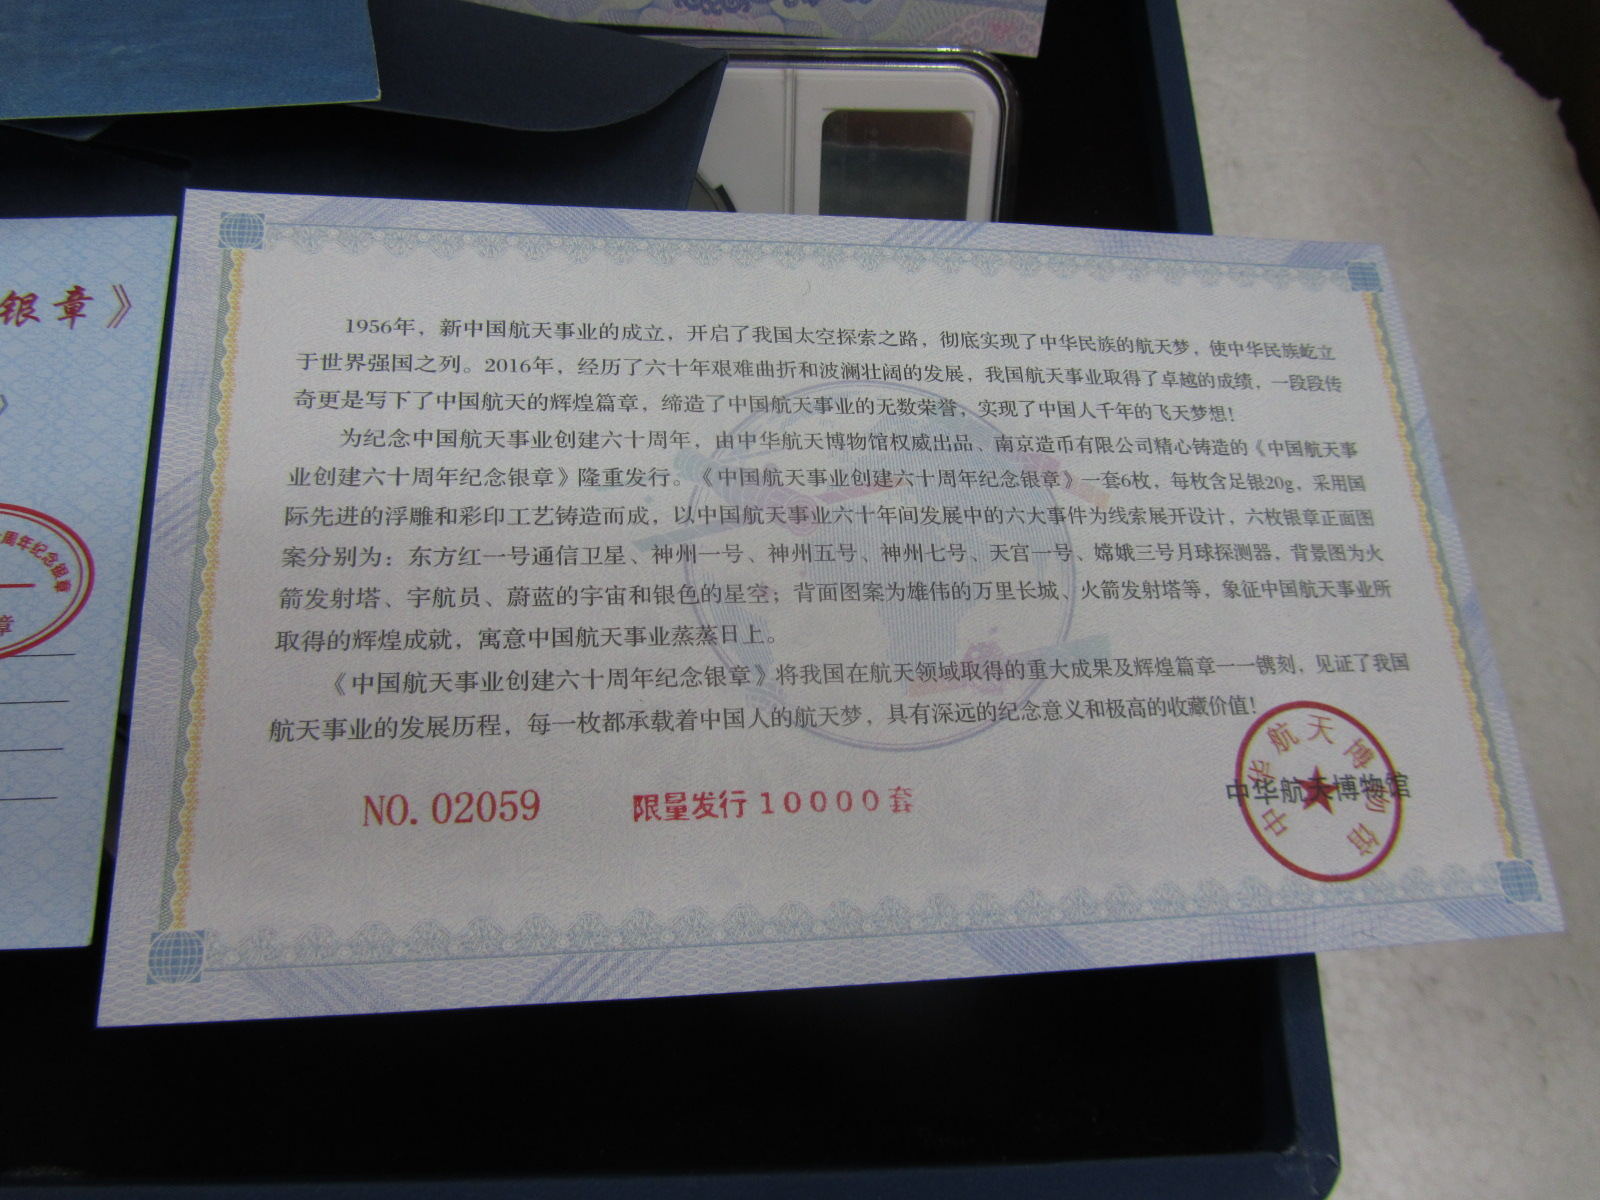 银章》
》
周年纪念银章
章
1956年，新中国航天事业的成立，开启了我国太空探索之路，彻底实现了中华民族的航天梦，使中华民族屹立
于世界强国之列。2016年，经历了六十年艰难曲折和波澜壮阔的发展，我国航天事业取得了卓越的成绩，一段段传
奇更是写下了中国航天的辉煌篇章，缔造了中国航天事业的无数荣誉，实现了中国人千年的飞天梦想！
为纪念中国航天事业创建六十周年，由中华航天博物馆权威出品、南京造币有限公司精心铸造的《中国航天事
业创建六十周年纪念银章》隆重发行。《中国航天事业创建六十周年纪念银章》一套6枚，每枚含足银20g，采用国
际先进的浮雕和彩印工艺铸造而成，以中国航天事业六十年间发展中的六大事件为线索展开设计，六枚银章正面图
案分别为：东方红一号通信卫星、神州一号、神州五号、神州七号、天宫一号、嫦娥三号月球探测器，背景图为火
箭发射塔、宇航员、蔚蓝的宇宙和银色的星空；背面图案为雄伟的万里长城、火箭发射塔等，象征中国航天事业所
取得的辉煌成就，寓意中国航天事业蒸蒸日上。
《中国航天事业创建六十周年纪念银章》将我国在航天领域取得的重大成果及辉煌篇章一一镌刻，见证了我国
航天事业的发展历程，每一枚都承载着中国人的航天梦，具有深远的纪念意义和极高的收藏价值！
NO. 02059
限量发行10000套
中华航天博物馆
中华航天博物馆